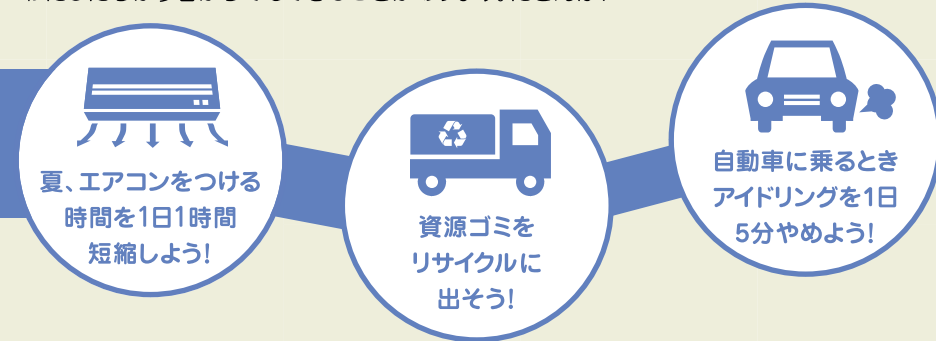 夏、エアコンをつける
時間を1日1時間
短縮しよう!
資源ゴミを
リサイクルに
出そう!
自動車に乗るとき
アイドリングを1日
5分やめよう!